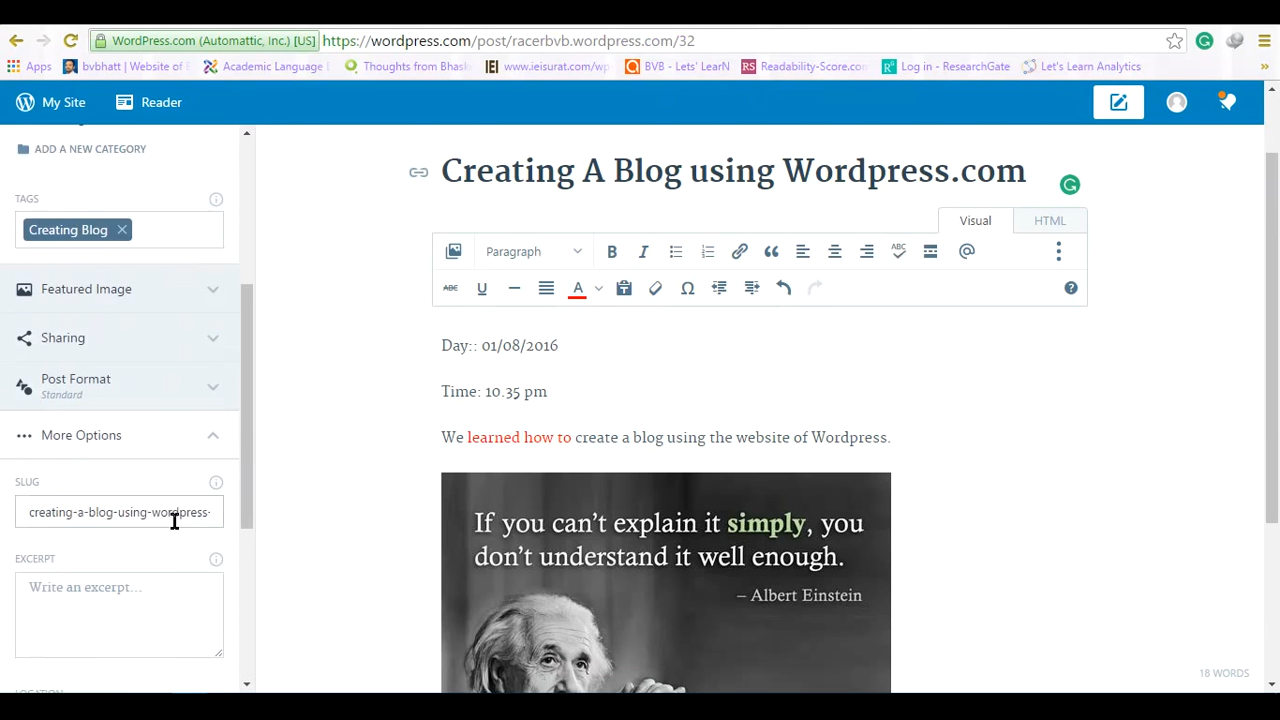 WordPress.com (Automattic, Inc.) [US] https://wordpress.com/post/racerbvb.wordpress.com/32
Apps bvbhatt | Website of Academic Language Thoughts from Bhask www.ieisurat.com/wp BVB - Lets' LearN Readability-Score.com Log in - ResearchGate Let's Learn Analytics »
My Site Reader
ADD A NEW CATEGORY
TAGS
Creating Blog
Featured Image
Sharing
Post Format
Standard
More Options
SLUG
creating-a-blog-using-wordpress-
EXCERPT
Write an excerpt...
Creating A Blog using Wordpress.com
Visual HTML
Paragraph B I ABC
ABC U A
Day:: 01/08/2016
Time: 10.35 pm
We learned how to create a blog using the website of Wordpress.
If you can't explain it simply, you
don't understand it well enough.
– Albert Einstein
18 WORDS